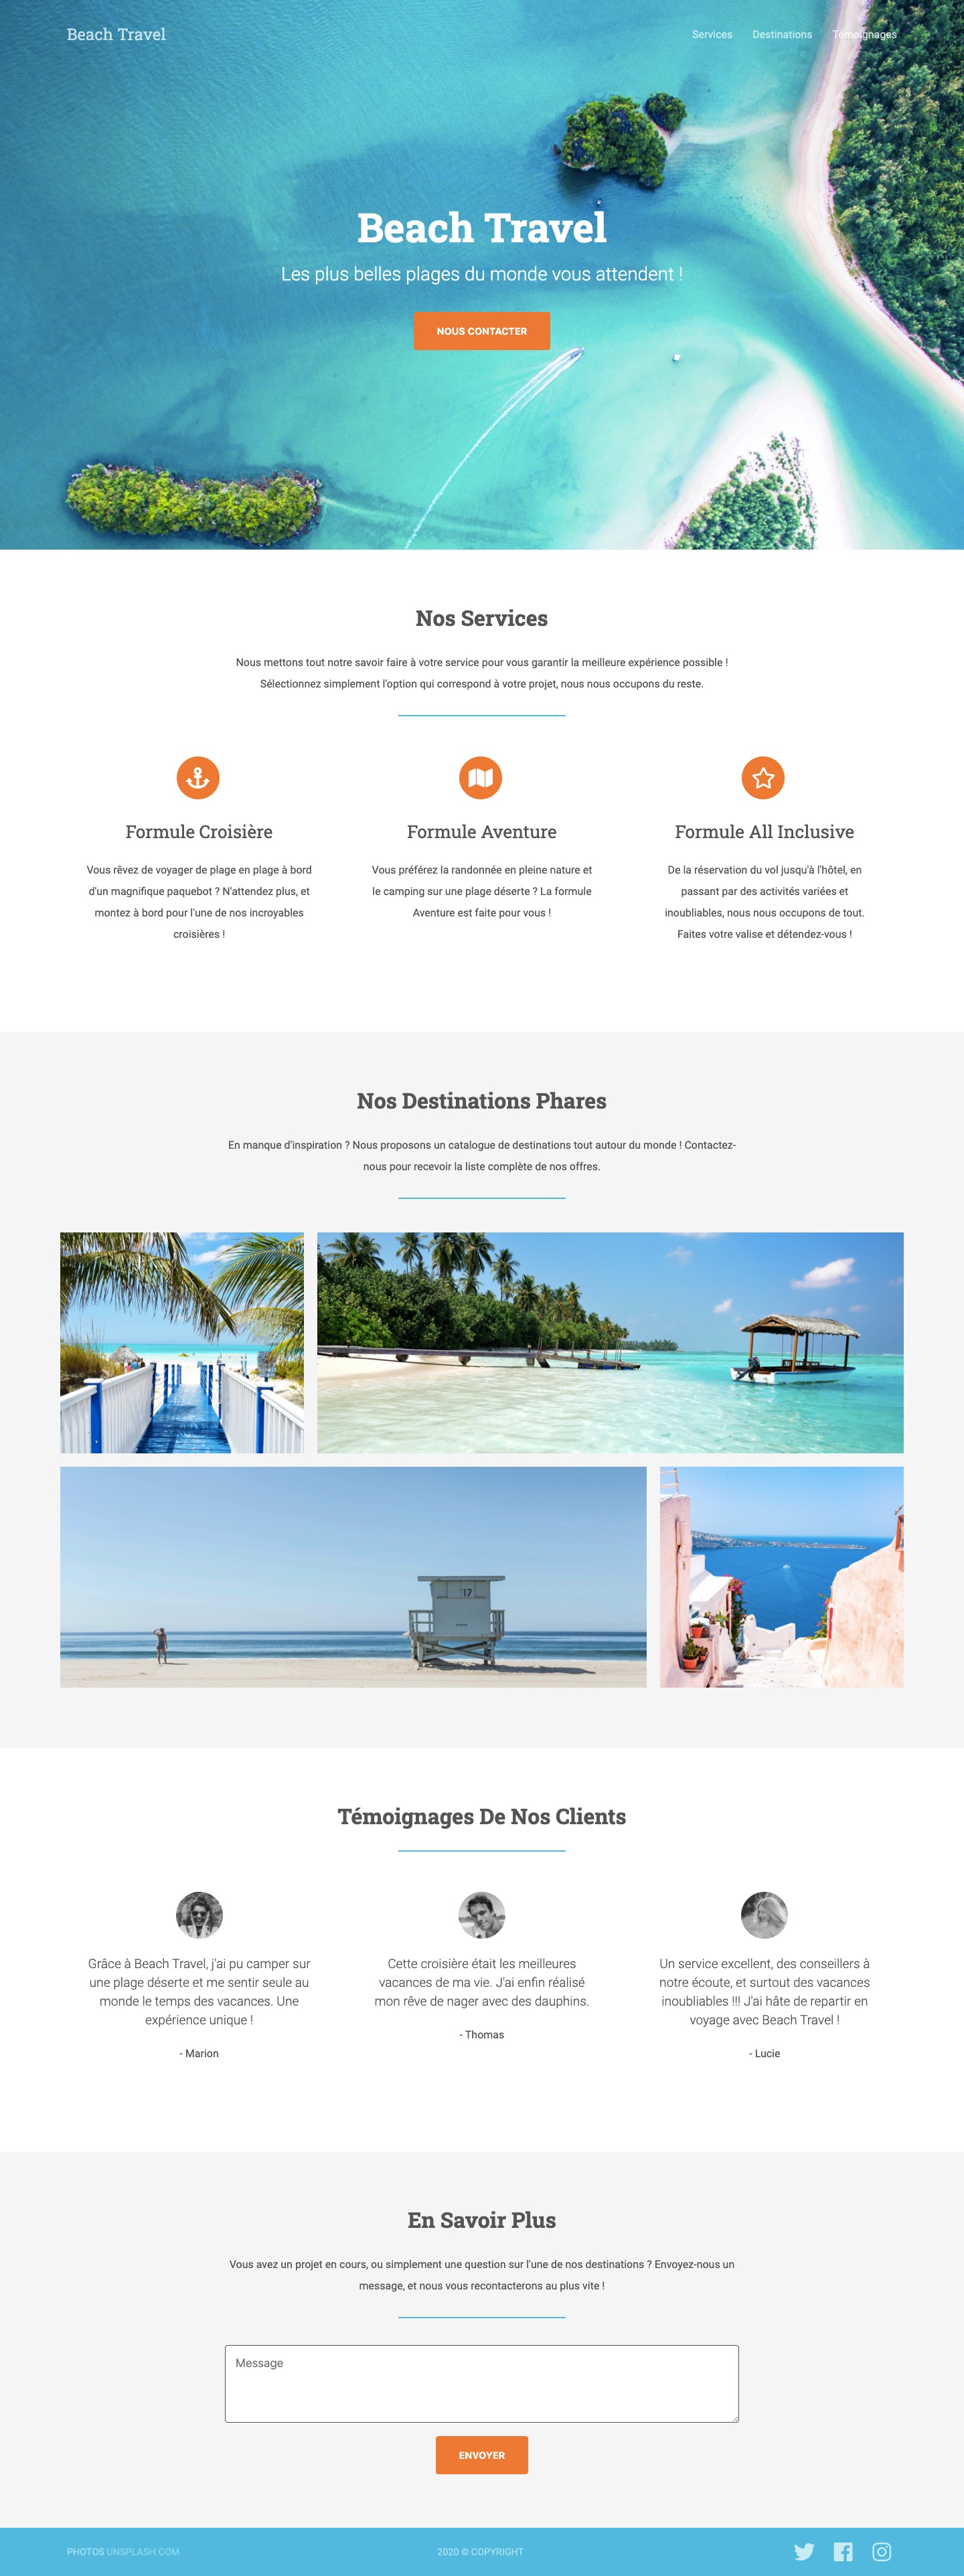 Beach Travel
Services Destinations Témoignages
Beach Travel
Les plus belles plages du monde vous attendent !
NOUS CONTACTER
Nos Services
Nous mettons tout notre savoir faire à votre service pour vous garantir la meilleure expérience possible !
Sélectionnez simplement l'option qui correspond à votre projet, nous nous occupons du reste.
Formule Croisière
Vous rêvez de voyager de plage en plage à bord
d'un magnifique paquebot ? N'attendez plus, et
montez à bord pour l'une de nos incroyables
croisières !
Formule Aventure
Vous préférez la randonnée en pleine nature et
le camping sur une plage déserte ? La formule
Aventure est faite pour vous !
Formule All Inclusive
De la réservation du vol jusqu'à l'hôtel, en
passant par des activités variées et
inoubliables, nous nous occupons de tout.
Faites votre valise et détendez-vous !
Nos Destinations Phares
En manque d'inspiration ? Nous proposons un catalogue de destinations tout autour du monde ! Contactez-
nous pour recevoir la liste complète de nos offres.
17
Témoignages De Nos Clients
Grâce à Beach Travel, j'ai pu camper sur
une plage déserte et me sentir seule au
monde le temps des vacances. Une
expérience unique !
- Marion
Cette croisière était les meilleures
vacances de ma vie. J'ai enfin réalisé
mon rêve de nager avec des dauphins.
- Thomas
Un service excellent, des conseillers à
notre écoute, et surtout des vacances
inoubliables !!! J'ai hâte de repartir en
voyage avec Beach Travel !
- Lucie
En Savoir Plus
Vous avez un projet en cours, ou simplement une question sur l'une de nos destinations ? Envoyez-nous un
message, et nous vous recontacterons au plus vite !
Message
ENVOYER
PHOTOS UNSPLASH.COM
2020 © COPYRIGHT